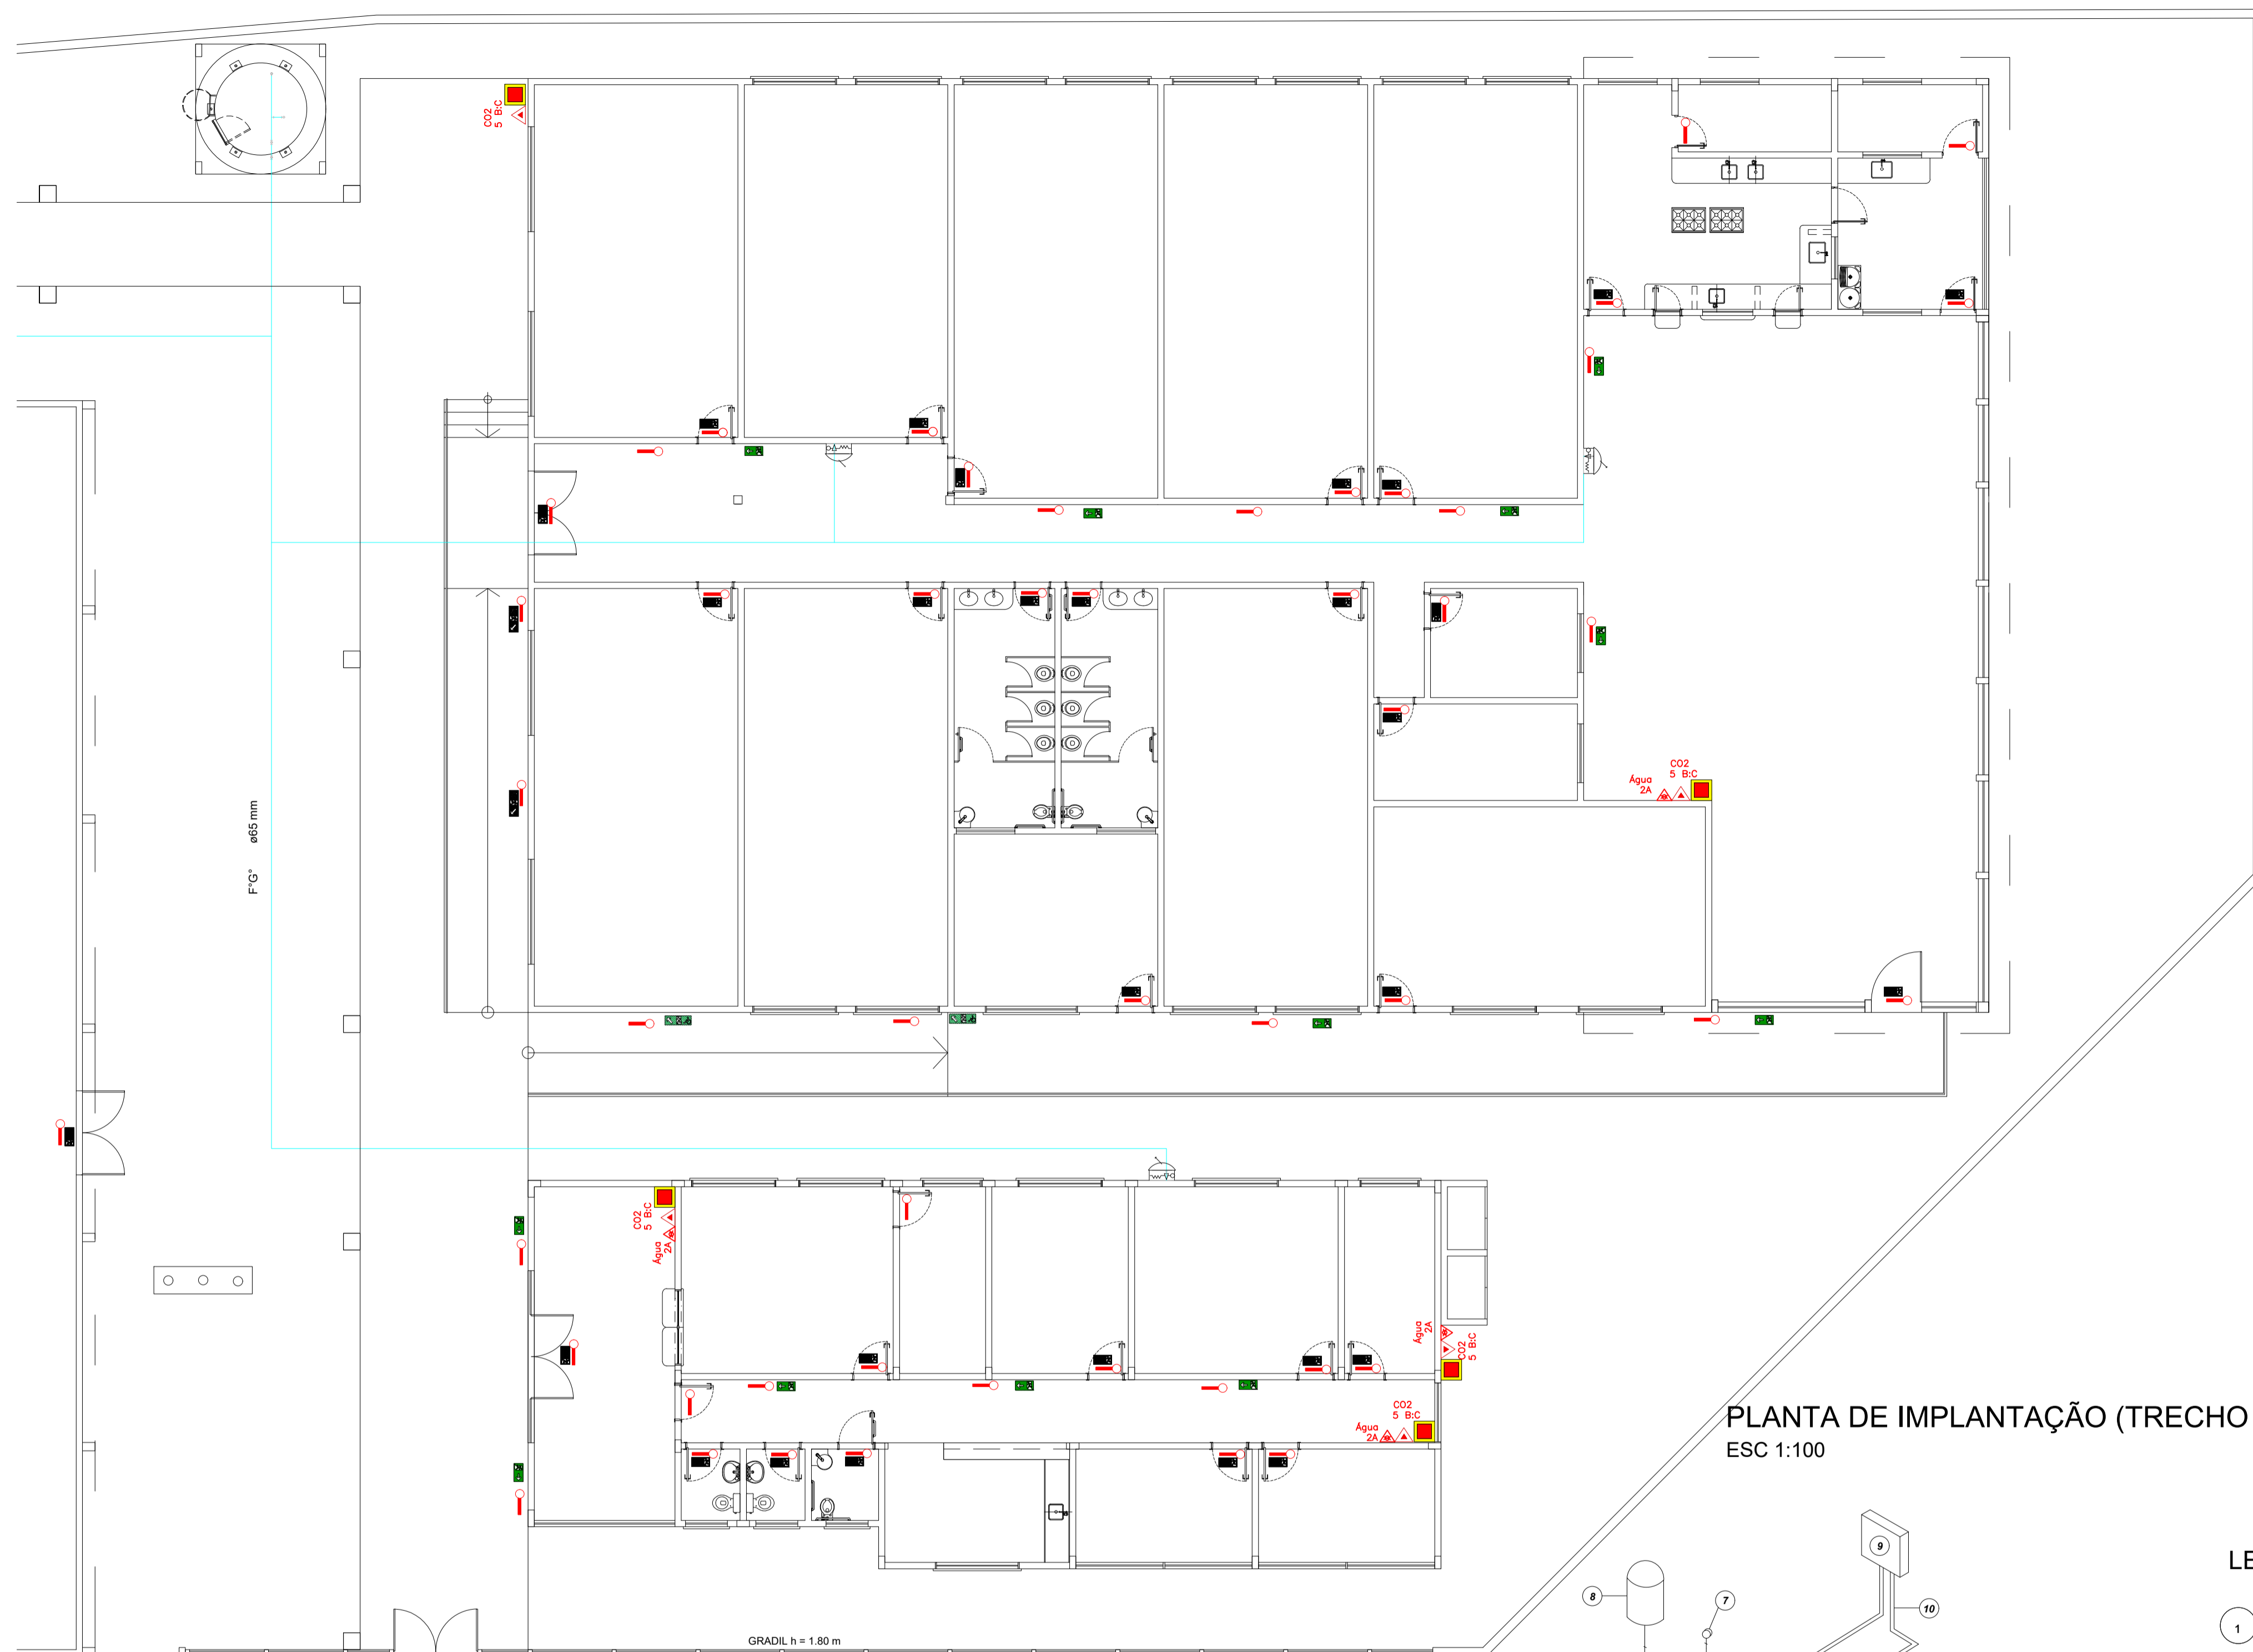 CO2
5 B:C
F°G° ø65 mm
CO2
5 B:C
Água
2A
CO2
5 B:C
Água
2A
Água
2A
CO2
5 B:C
CO2
5 B:C
Água
2A
PLANTA DE IMPLANTAÇÃO (TRECHO
ESC 1:100
9
8
7
10
LE
1
GRADIL h = 1.80 m